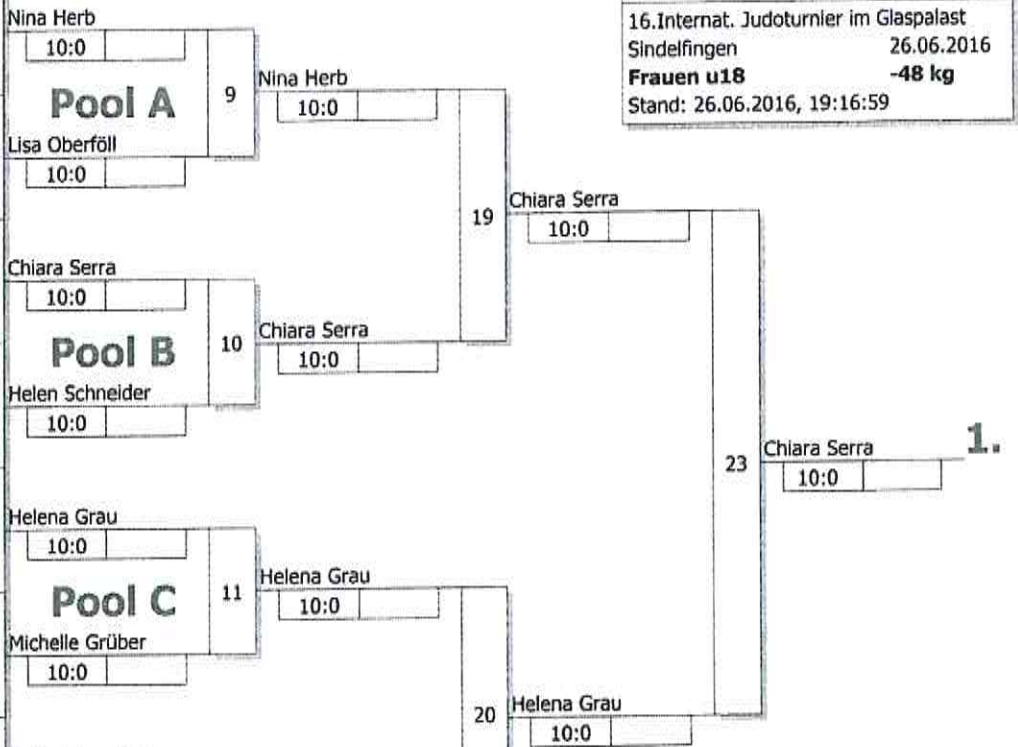 Nina Herb
10:0
Pool A
9
Lisa Oberföll
10:0
Nina Herb
10:0
16.Internat. Judoturnier im Glaspalast
Sindelfingen 26.06.2016
Frauen u18 -48 kg
Stand: 26.06.2016, 19:16:59
19
Chiara Serra
10:0
Chiara Serra
10:0
Pool B
10
Helen Schneider
10:0
Chiara Serra
10:0
23
Chiara Serra
10:0
1.
Helena Grau
10:0
Pool C
11
Michelle Grüber
10:0
Helena Grau
10:0
20
Helena Grau
10:0